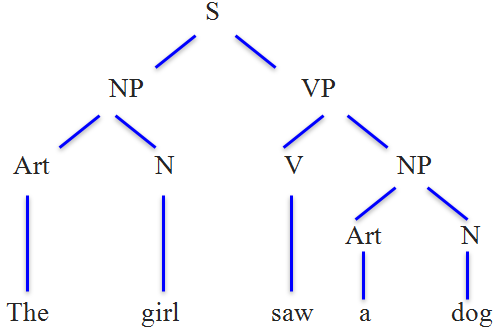 S
NP VP
Art N V NP
Art N
The girl saw a dog